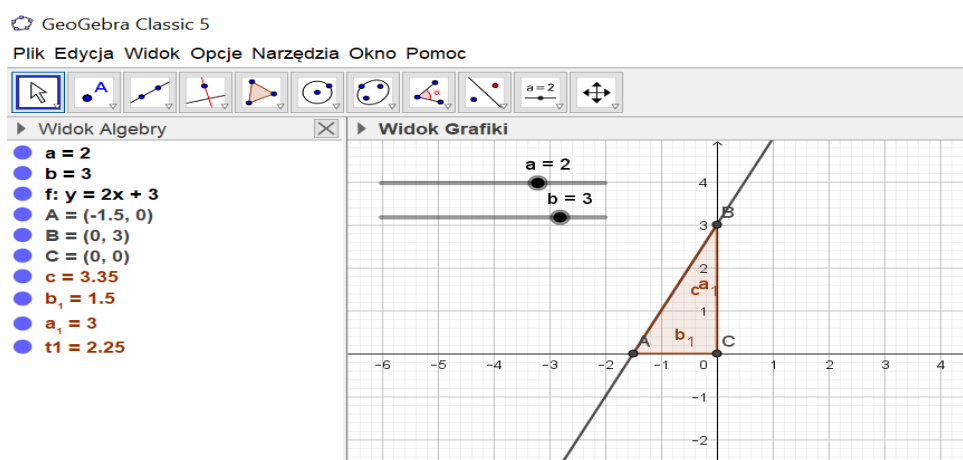 GeoGebra Classic 5
Plik Edycja Widok Opcje Narzędzia Okno Pomoc
A
α
a=2
Widok Algebry
Widok Grafiki
a = 2
b = 3
f: y = 2x + 3
A = (-1.5, 0)
B = (0, 3)
C = (0, 0)
c = 3.35
b₁ = 1.5
a₁ = 3
t1 = 2.25
a = 2
b = 3
4
B
3
2
c a₁
1
A b₁ C
-6 -5 -4 -3 -2 -1 0 1 2 3 4
-1
-2